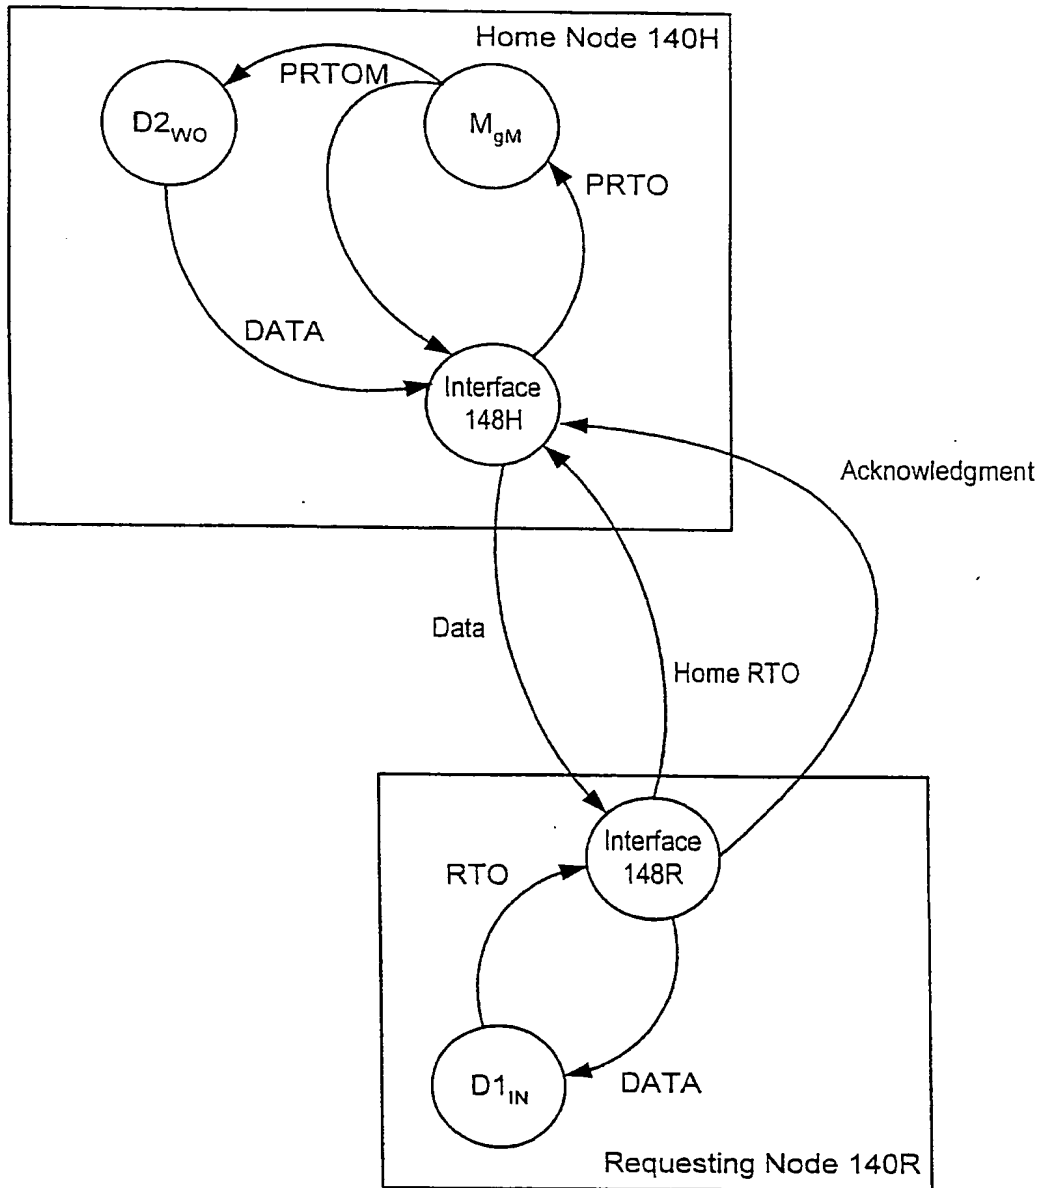 Home Node 140H
PRTOM
D2WO
MgM
PRTO
DATA
Interface
148H
Acknowledgment
Data
Home RTO
Interface
148R
RTO
D1IN
DATA
Requesting Node 140R